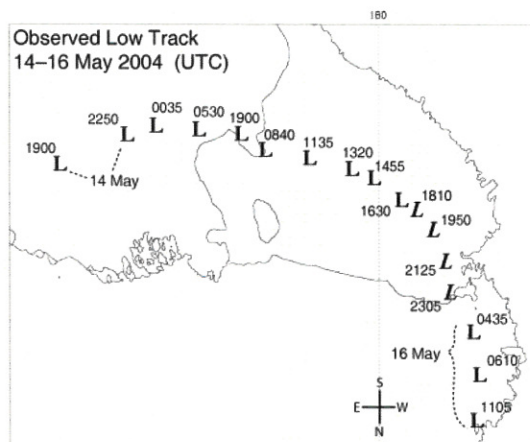 180
Observed Low Track
14–16 May 2004 (UTC)
1900
L
2250
L
14 May
0035
L
0530
L
1900
L
0840
L
1135
L
1320
L
1455
L
1630
L
1810
L
1950
L
2125
L
2305
L
0435
L
16 May
0610
L
1105
L
S
E W
N